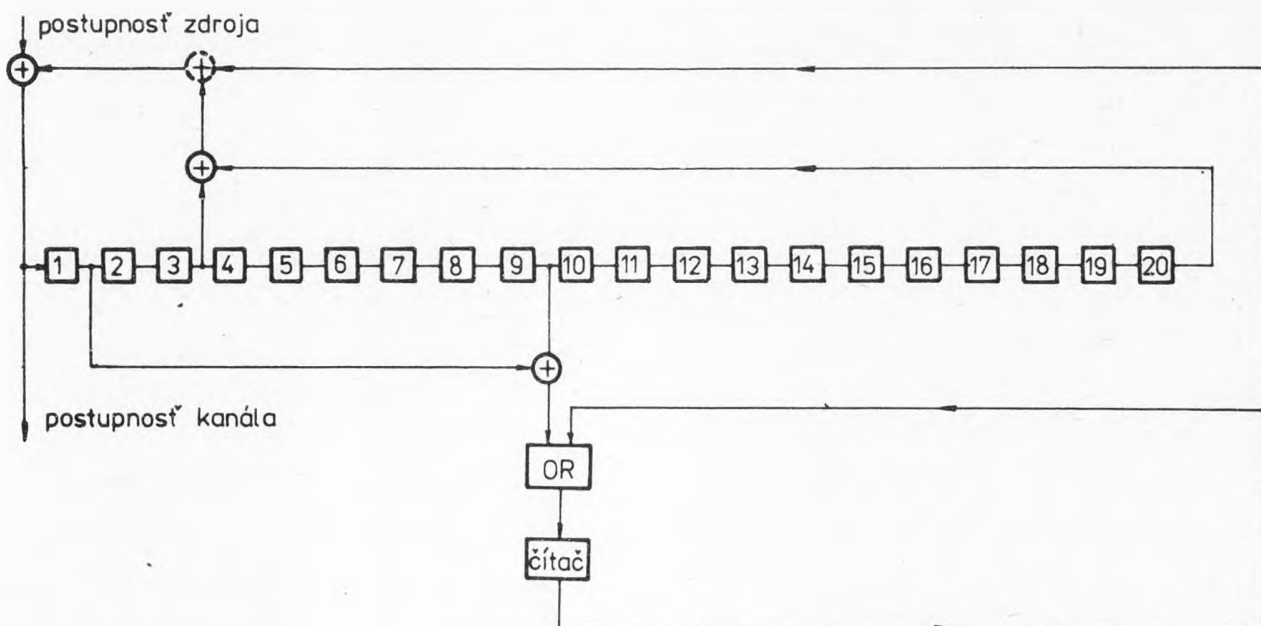 postupnosť zdroja
+ +
+
1 2 3 4 5 6 7 8 9 10 11 12 13 14 15 16 17 18 19 20
+
postupnosť kanála
OR
čítač